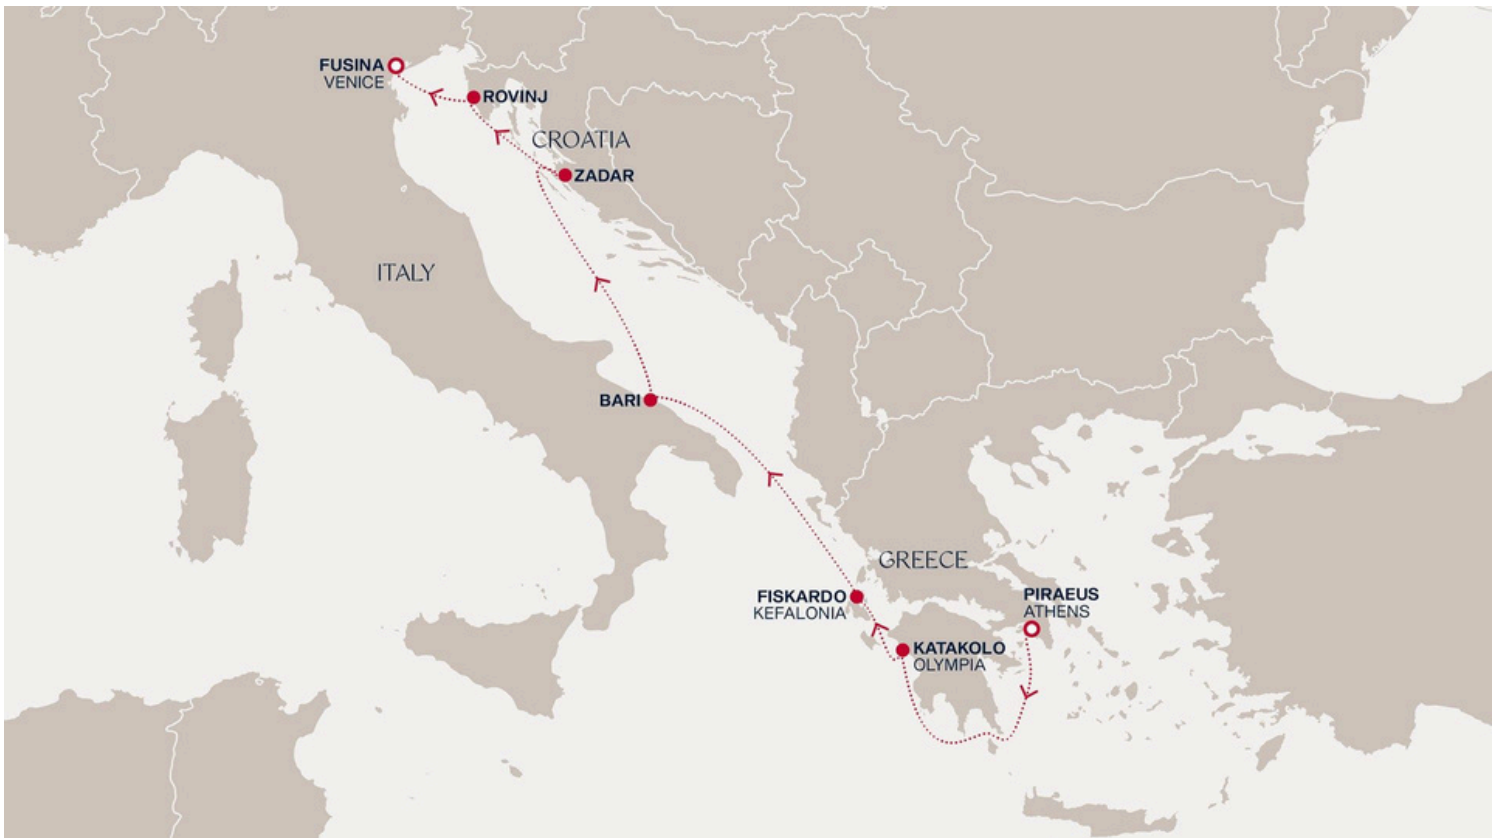 FUSINA
VENICE
ROVINJ
CROATIA
ZADAR
ITALY
BARI
GREECE
FISKARDO
KEFALONIA
PIRAEUS
ATHENS
KATAKOLO
OLYMPIA